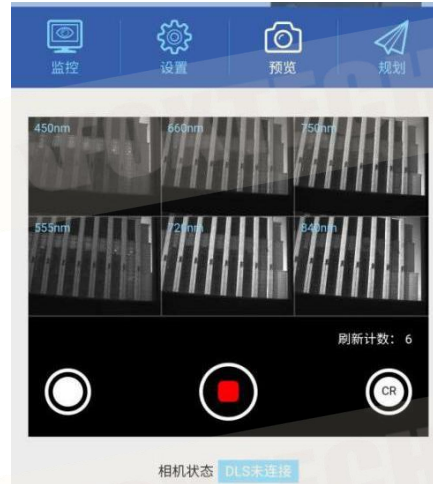 监控 设置 预览 规划
450nm 660nm 750nm
555nm 720nm 840nm
刷新计数： 6
CR
相机状态 DLS未连接